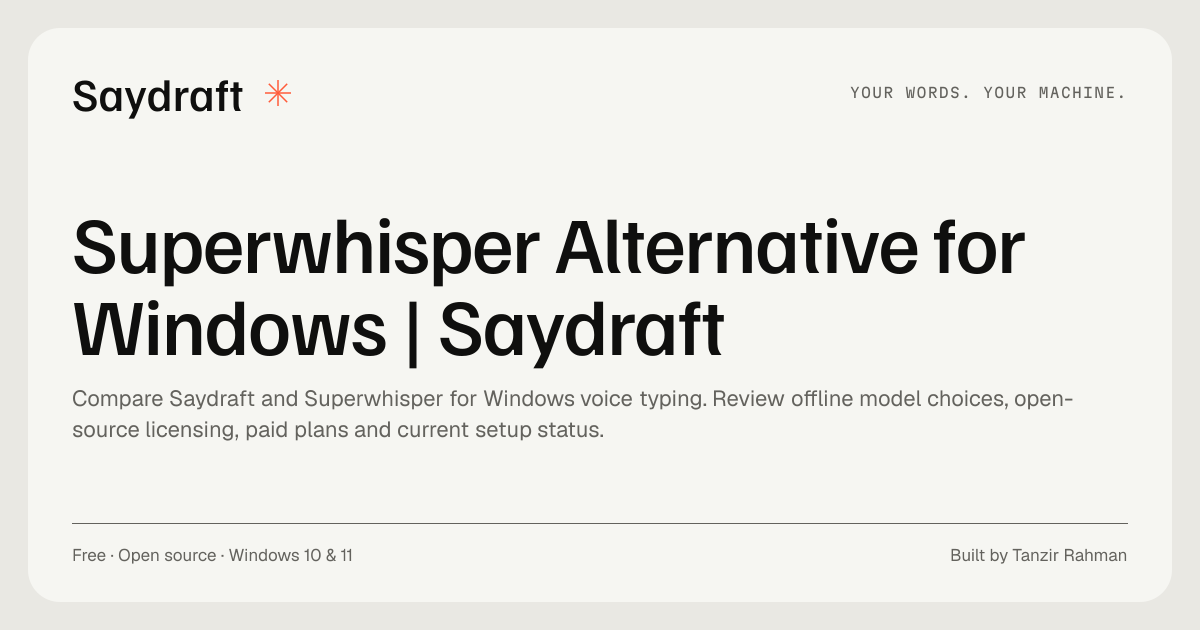 Saydraft
YOUR WORDS. YOUR MACHINE.
Superwhisper Alternative for
Windows | Saydraft
Compare Saydraft and Superwhisper for Windows voice typing. Review offline model choices, open-
source licensing, paid plans and current setup status.
Free · Open source · Windows 10 & 11
Built by Tanzir Rahman